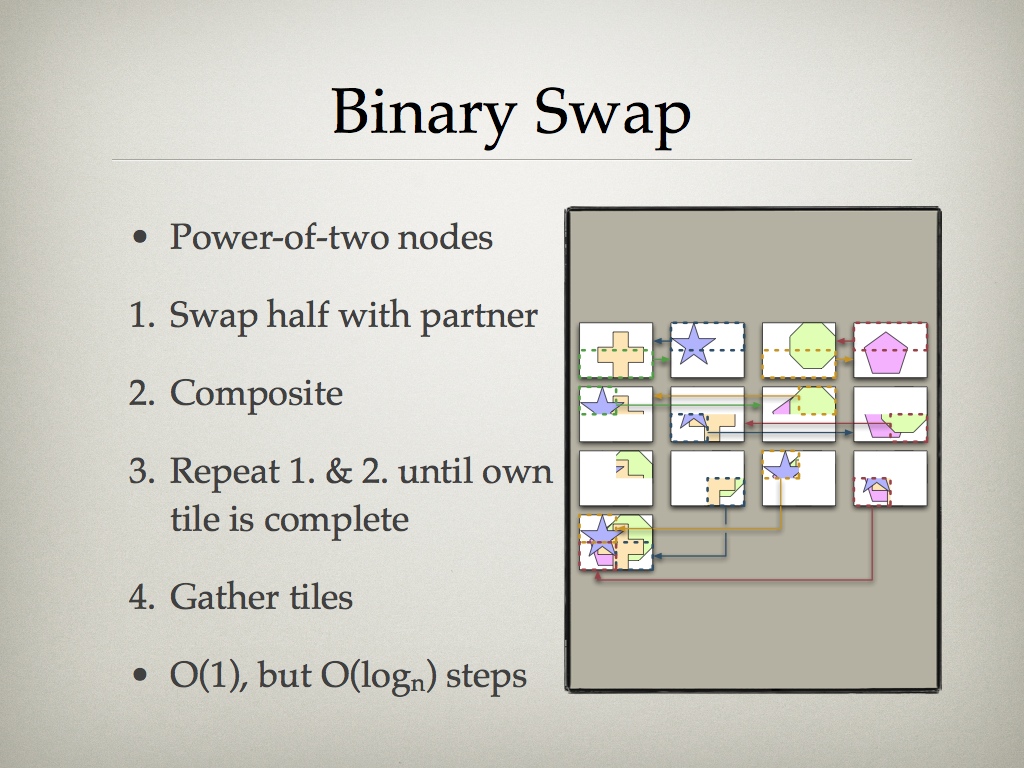 Binary Swap
• Power-of-two nodes
1. Swap half with partner
2. Composite
3. Repeat 1. & 2. until own
tile is complete
4. Gather tiles
• O(1), but O(logₙ) steps